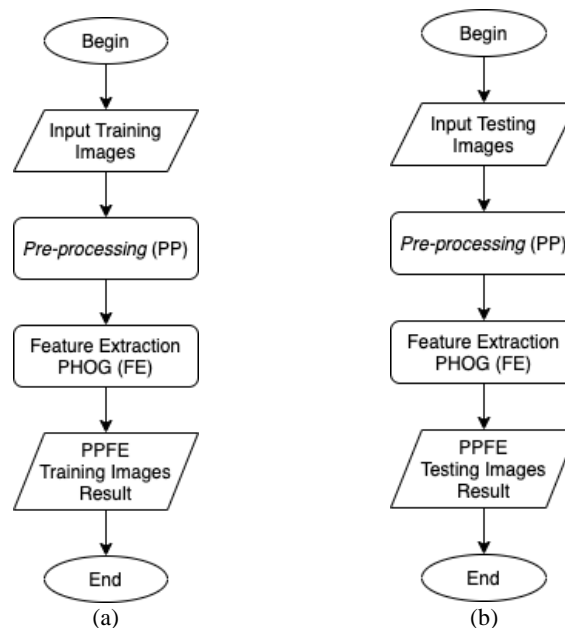 Begin
Input Training
Images
Pre-processing (PP)
Feature Extraction
PHOG (FE)
PPFE
Training Images
Result
End
(a)
Begin
Input Testing
Images
Pre-processing (PP)
Feature Extraction
PHOG (FE)
PPFE
Testing Images
Result
End
(b)